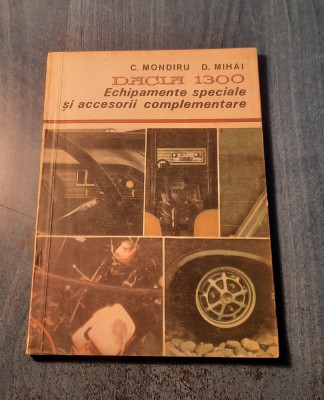 C. MONDIRU D. MIHAI
DACIA 1300
Echipamente speciale
și accesorii complementare